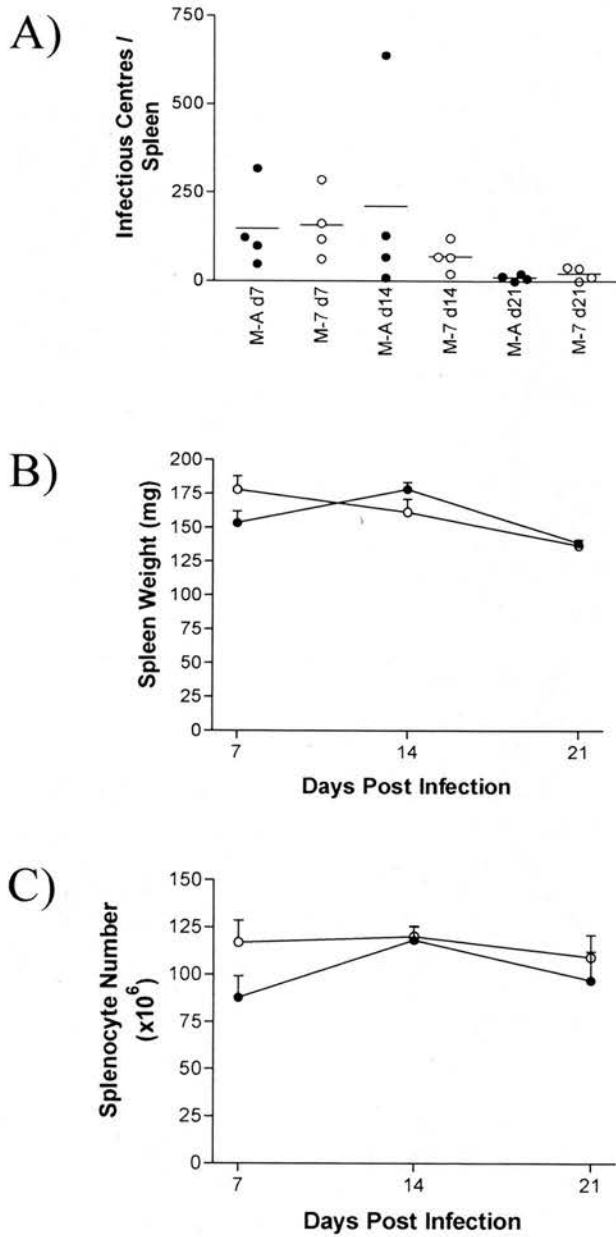 A)
Infectious Centres /
Spleen
750
500
250
0
M-A d7
M-7 d7
M-A d14
M-7 d14
M-A d21
M-7 d21
B)
Spleen Weight (mg)
200
175
150
125
100
75
50
25
0
7 14 21
Days Post Infection
C)
Splenocyte Number
(x10⁶)
150
125
100
75
50
25
0
7 14 21
Days Post Infection